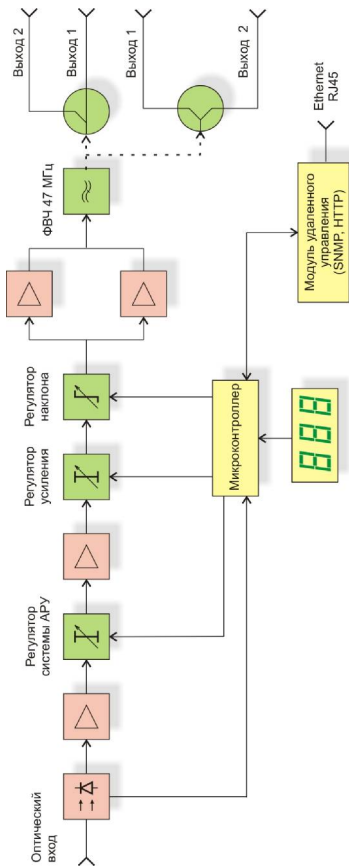 Оптический
вход
Регулятор
системы АРУ
Регулятор
усиления
Регулятор
наклона
ФВЧ 47 МГц
Выход 2
Выход 1
Выход 1
Выход 2
Микроконтроллер
888
Модуль удаленного
управления
(SNMP, HTTP)
Ethernet
RJ45